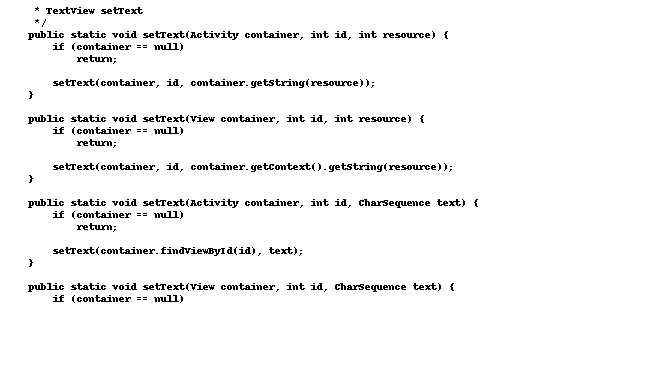 * TextView setText
*/
public static void setText(Activity container, int id, int resource) {
if (container == null)
return;
setText(container, id, container.getString(resource));
}
public static void setText(View container, int id, int resource) {
if (container == null)
return;
setText(container, id, container.getContext().getString(resource));
}
public static void setText(Activity container, int id, CharSequence text) {
if (container == null)
return;
setText(container.findViewById(id), text);
}
public static void setText(View container, int id, CharSequence text) {
if (container == null)